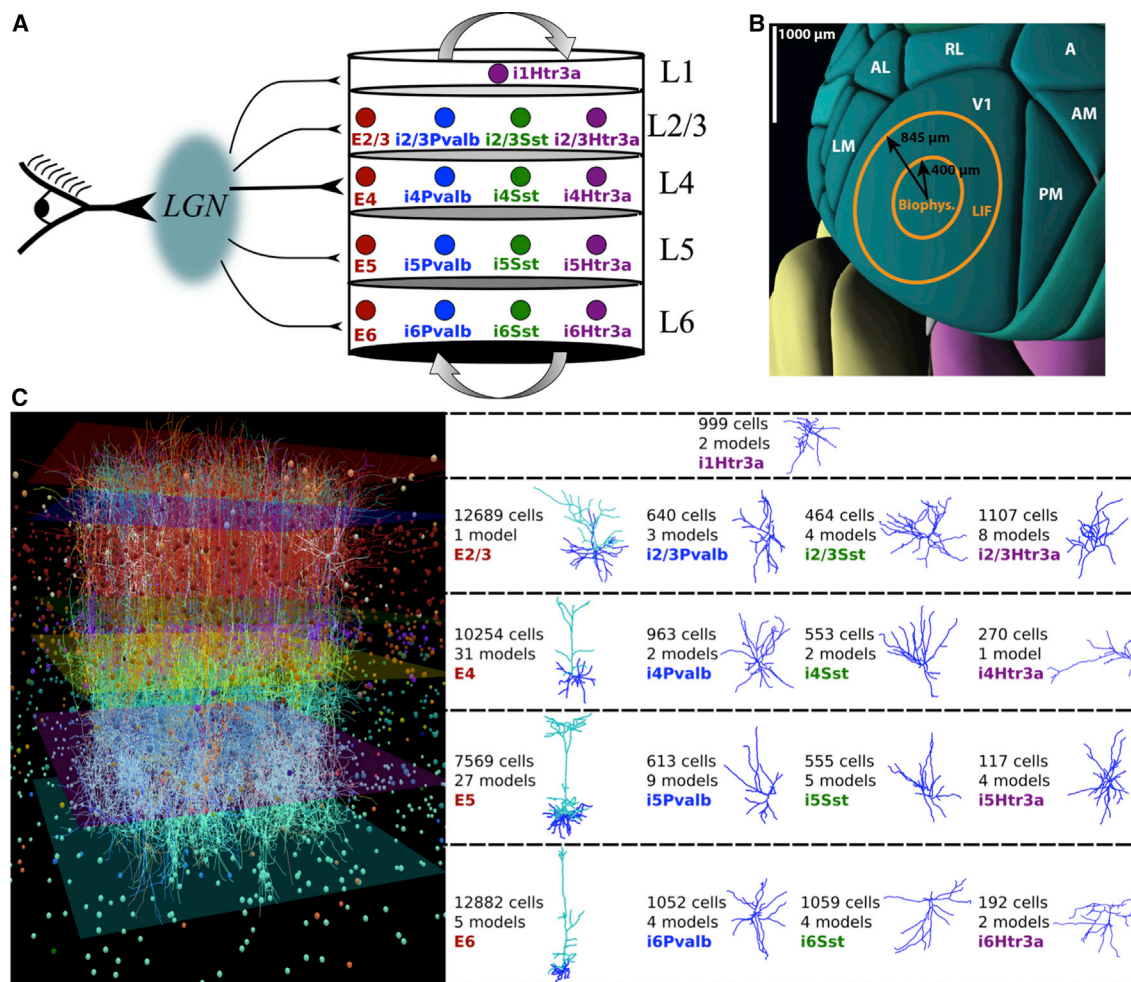 A
LGN
i1Htr3a
L1
E2/3 i2/3Pvalb i2/3Sst i2/3Htr3a
L2/3
E4 i4Pvalb i4Sst i4Htr3a
L4
E5 i5Pvalb i5Sst i5Htr3a
L5
E6 i6Pvalb i6Sst i6Htr3a
L6
B
1000 µm
AL
RL
A
V1
LM
AM
845 µm
400 µm
Biophys.
LIF
PM
C
999 cells
2 models
i1Htr3a
12689 cells
1 model
E2/3
640 cells
3 models
i2/3Pvalb
464 cells
4 models
i2/3Sst
1107 cells
8 models
i2/3Htr3a
10254 cells
31 models
E4
963 cells
2 models
i4Pvalb
553 cells
2 models
i4Sst
270 cells
1 model
i4Htr3a
7569 cells
27 models
E5
613 cells
9 models
i5Pvalb
555 cells
5 models
i5Sst
117 cells
4 models
i5Htr3a
12882 cells
5 models
E6
1052 cells
4 models
i6Pvalb
1059 cells
4 models
i6Sst
192 cells
2 models
i6Htr3a